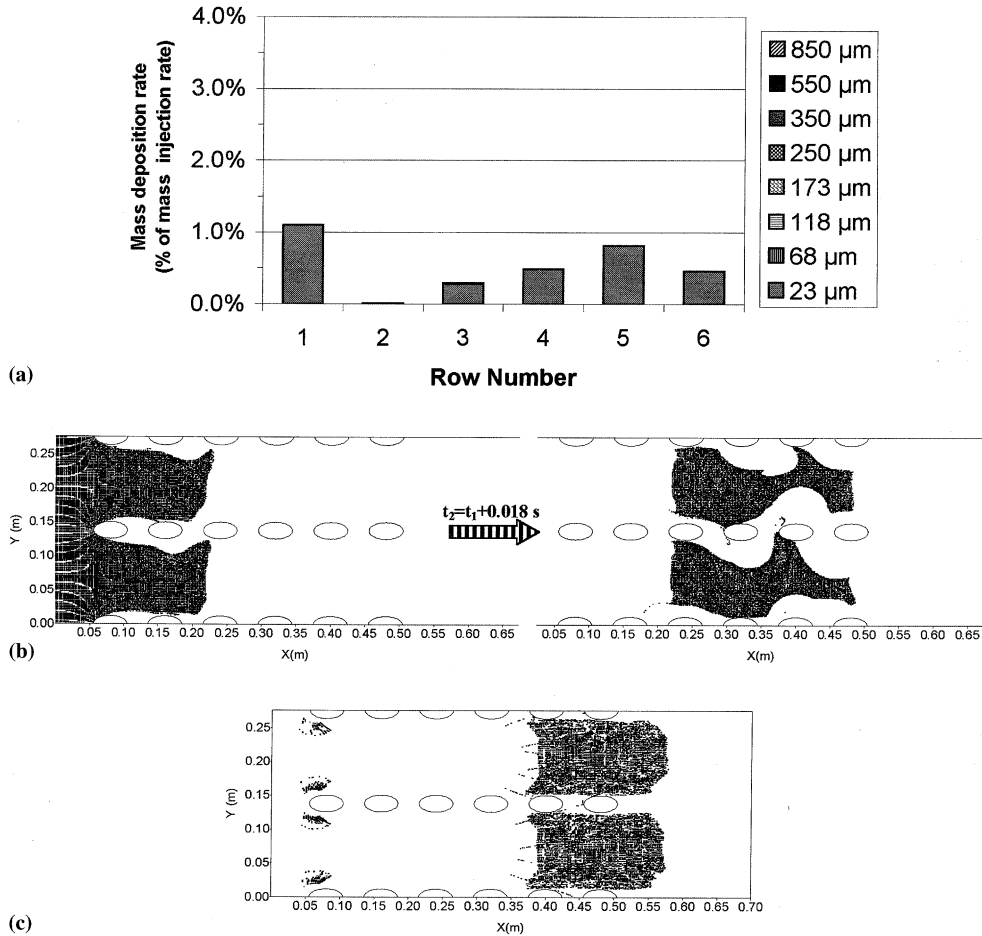 4.0%
3.0%
2.0%
1.0%
0.0%
Mass deposition rate
(% of mass injection rate)
1 2 3 4 5 6
Row Number
850 µm
550 µm
350 µm
250 µm
173 µm
118 µm
68 µm
23 µm
(a)
0.25
0.20
0.15
0.10
0.05
0.00
Y (m)
0.05 0.10 0.15 0.20 0.25 0.30 0.35 0.40 0.45 0.50 0.55 0.60 0.65
X(m)
t₂=t₁+0.018 s
0.05 0.10 0.15 0.20 0.25 0.30 0.35 0.40 0.45 0.50 0.55 0.60 0.65
X(m)
(b)
0.25
0.20
0.15
0.10
0.05
0.00
Y (m)
0.05 0.10 0.15 0.20 0.25 0.30 0.35 0.40 0.45 0.50 0.55 0.60 0.65 0.70
X(m)
(c)